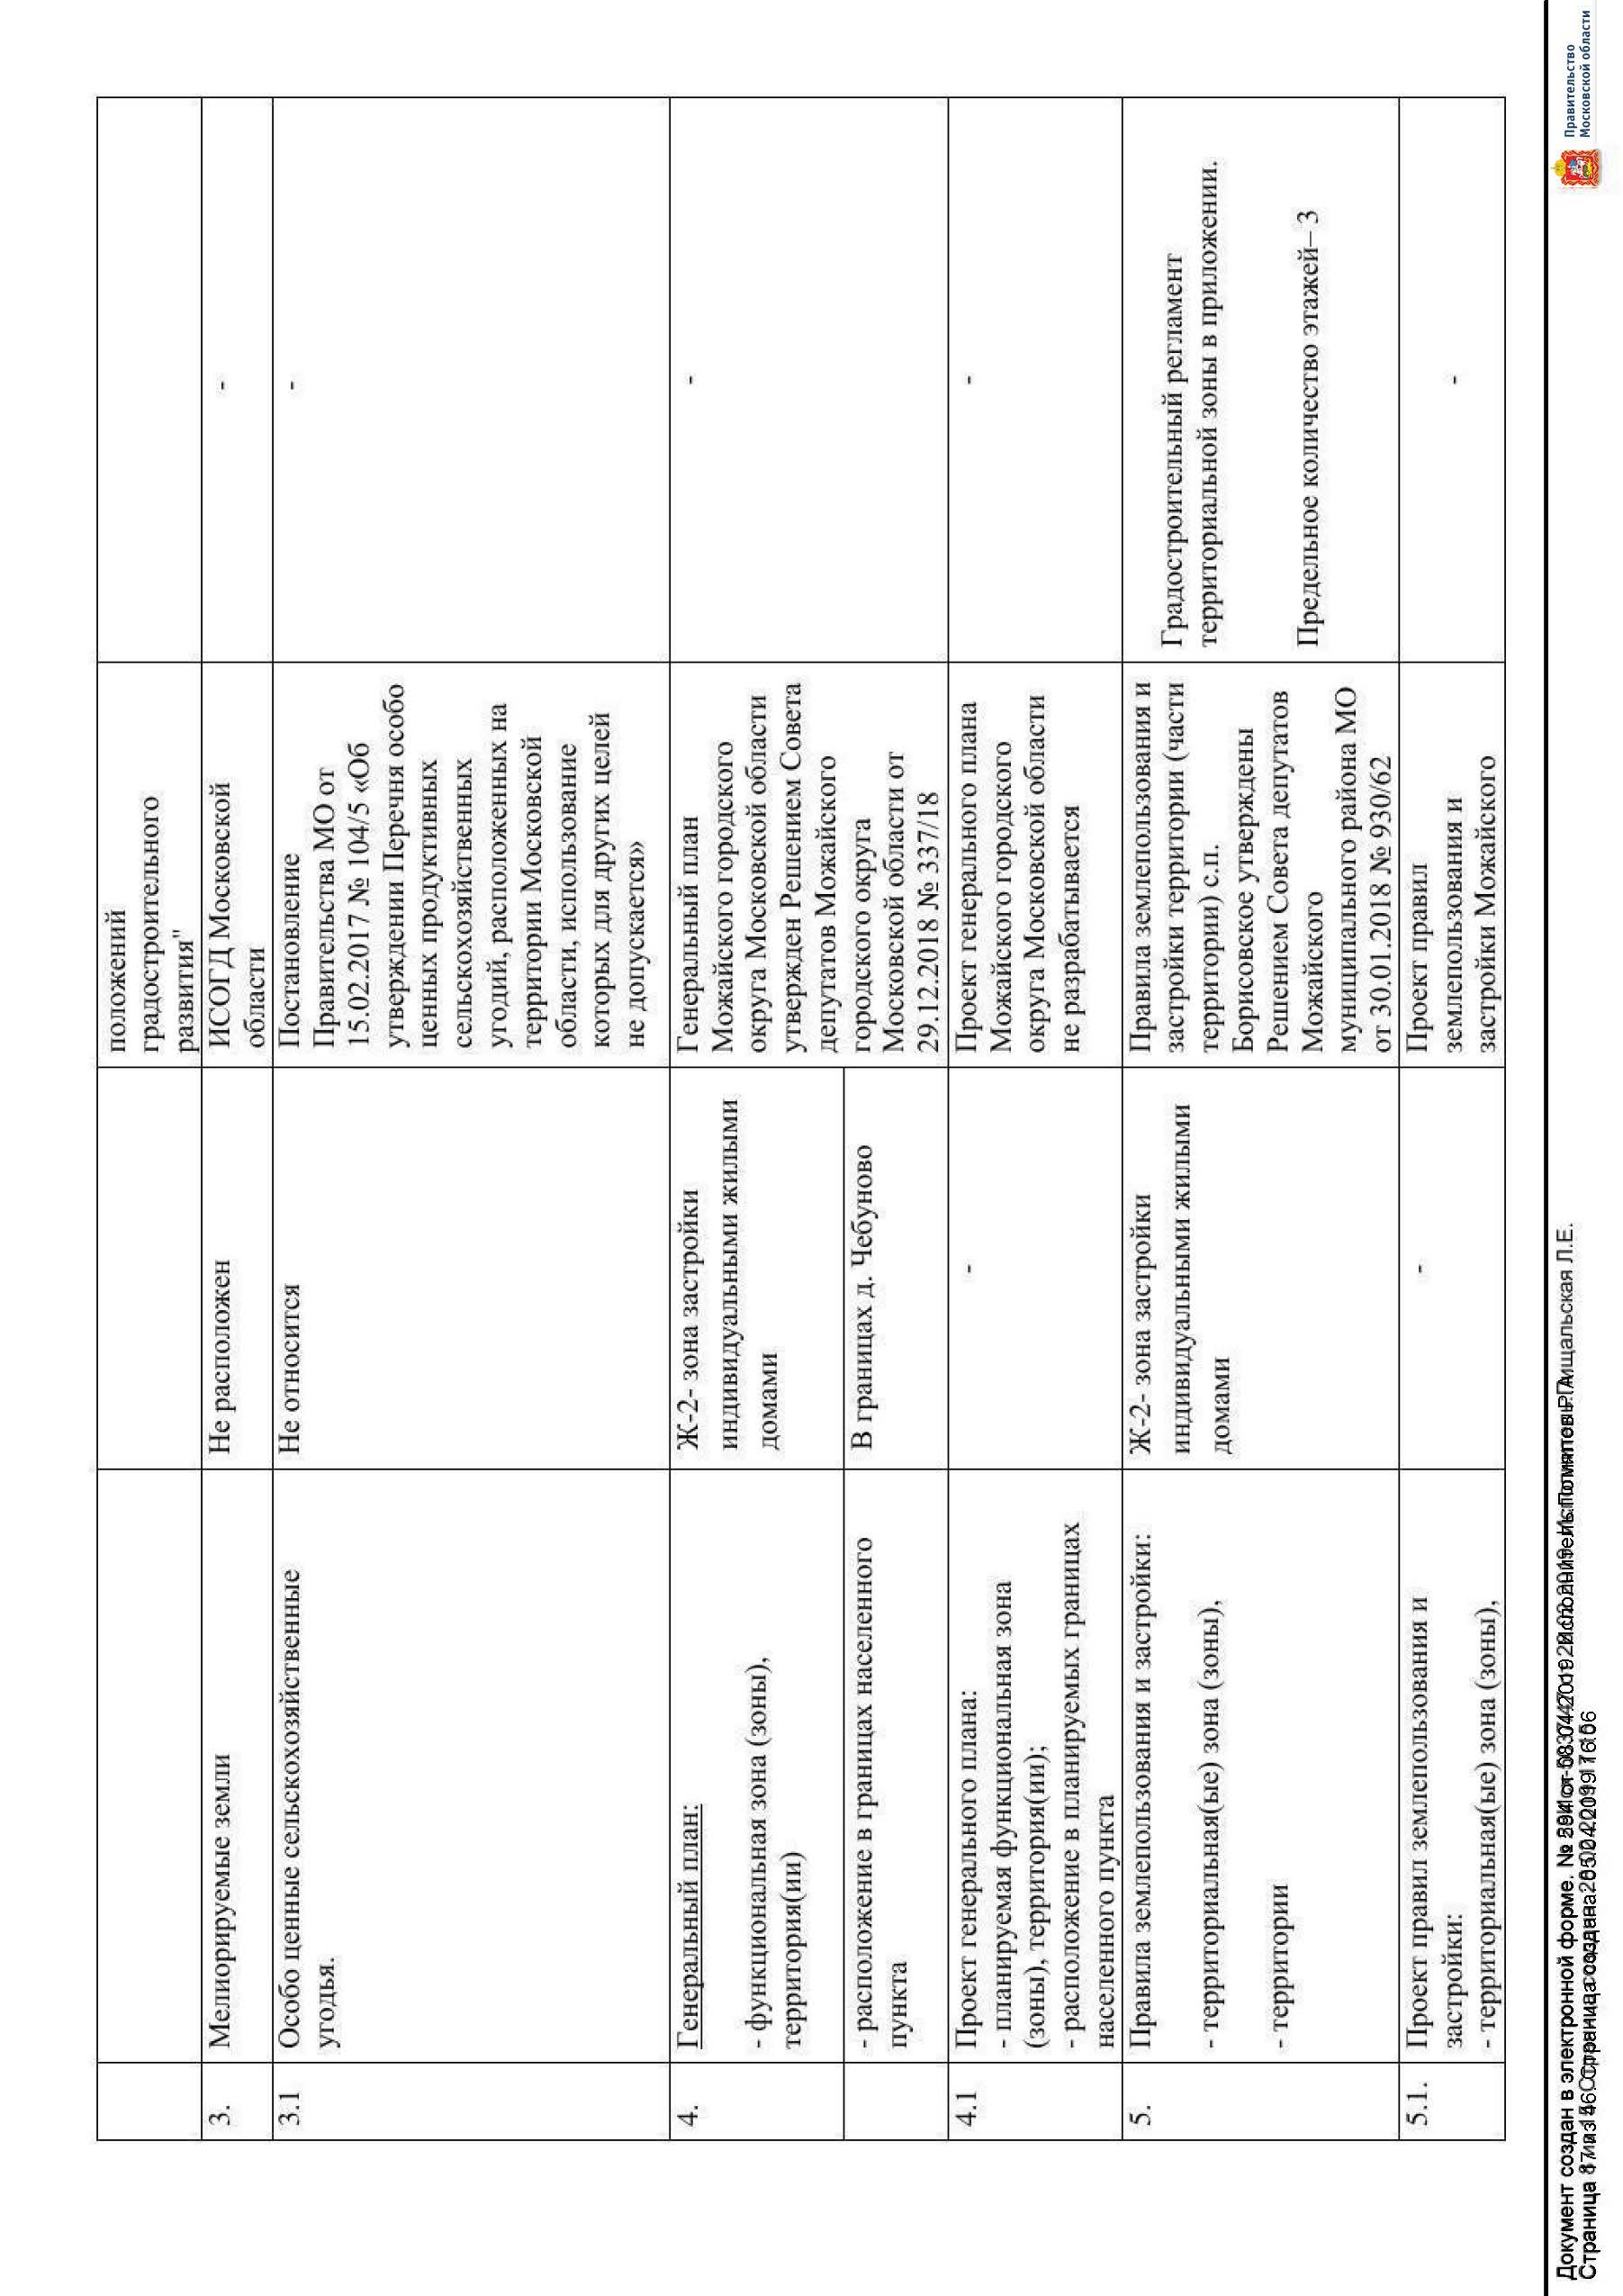 положений
градостроительного
развития"
3.
Мелиорируемые земли
Не расположен
ИСОГД Московской
области
-
3.1
Особо ценные сельскохозяйственные
угодья.
Не относится
Постановление
Правительства МО от
15.02.2017 № 104/5 «Об
утверждении Перечня особо
ценных продуктивных
сельскохозяйственных
угодий, расположенных на
территории Московской
области, использование
которых для других целей
не допускается»
-
4.
Генеральный план:
- функциональная зона (зоны),
территория(ии)
Ж-2- зона застройки
индивидуальными жилыми
домами
- расположение в границах населенного
пункта
В границах д. Чебуново
Генеральный план
Можайского городского
округа Московской области
утвержден Решением Совета
депутатов Можайского
городского округа
Московской области от
29.12.2018 № 337/18
-
4.1
Проект генерального плана:
- планируемая функциональная зона
(зоны), территория(ии);
- расположение в планируемых границах
населенного пункта
-
Проект генерального плана
Можайского городского
округа Московской области
не разрабатывается
-
5.
Правила землепользования и застройки:
- территориальная(ые) зона (зоны),
- территории
Ж-2- зона застройки
индивидуальными жилыми
домами
Правила землепользования и
застройки территории (части
территории) с.п.
Борисовское утверждены
Решением Совета депутатов
Можайского
муниципального района МО
от 30.01.2018 № 930/62
Градостроительный регламент
территориальной зоны в приложении.
Предельное количество этажей– 3
5.1.
Проект правил землепользования и
застройки:
- территориальная(ые) зона (зоны),
-
Проект правил
землепользования и
застройки Можайского
-
Документ создан в электронной форме. №
Страница
Правительство
Московской области